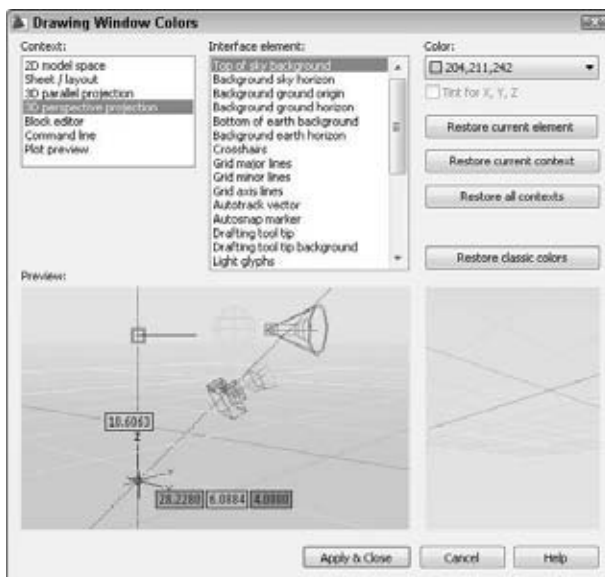 Drawing Window Colors
Context:
2D model space
Sheet / layout
3D parallel projection
3D perspective projection
Block editor
Command line
Plot preview
Interface element:
Top of sky background
Background sky horizon
Background ground origin
Background ground horizon
Bottom of earth background
Background earth horizon
Crosshairs
Grid major lines
Grid minor lines
Grid axis lines
Autotrack vector
Autosnap marker
Drafting tool tip
Drafting tool tip background
Light glyphs
Color:
204,211,242
Tint for X, Y, Z
Restore current element
Restore current context
Restore all contexts
Restore classic colors
Preview:
18.6063
Z
28.2280 6.0884 4.0000
Apply & Close
Cancel
Help